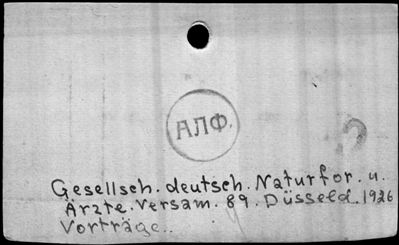 АЛФ.
Gesellsch. deutsch. Naturfor. u.
Ärzte. Versam. 89. Düsseld. 1926
Vorträge..